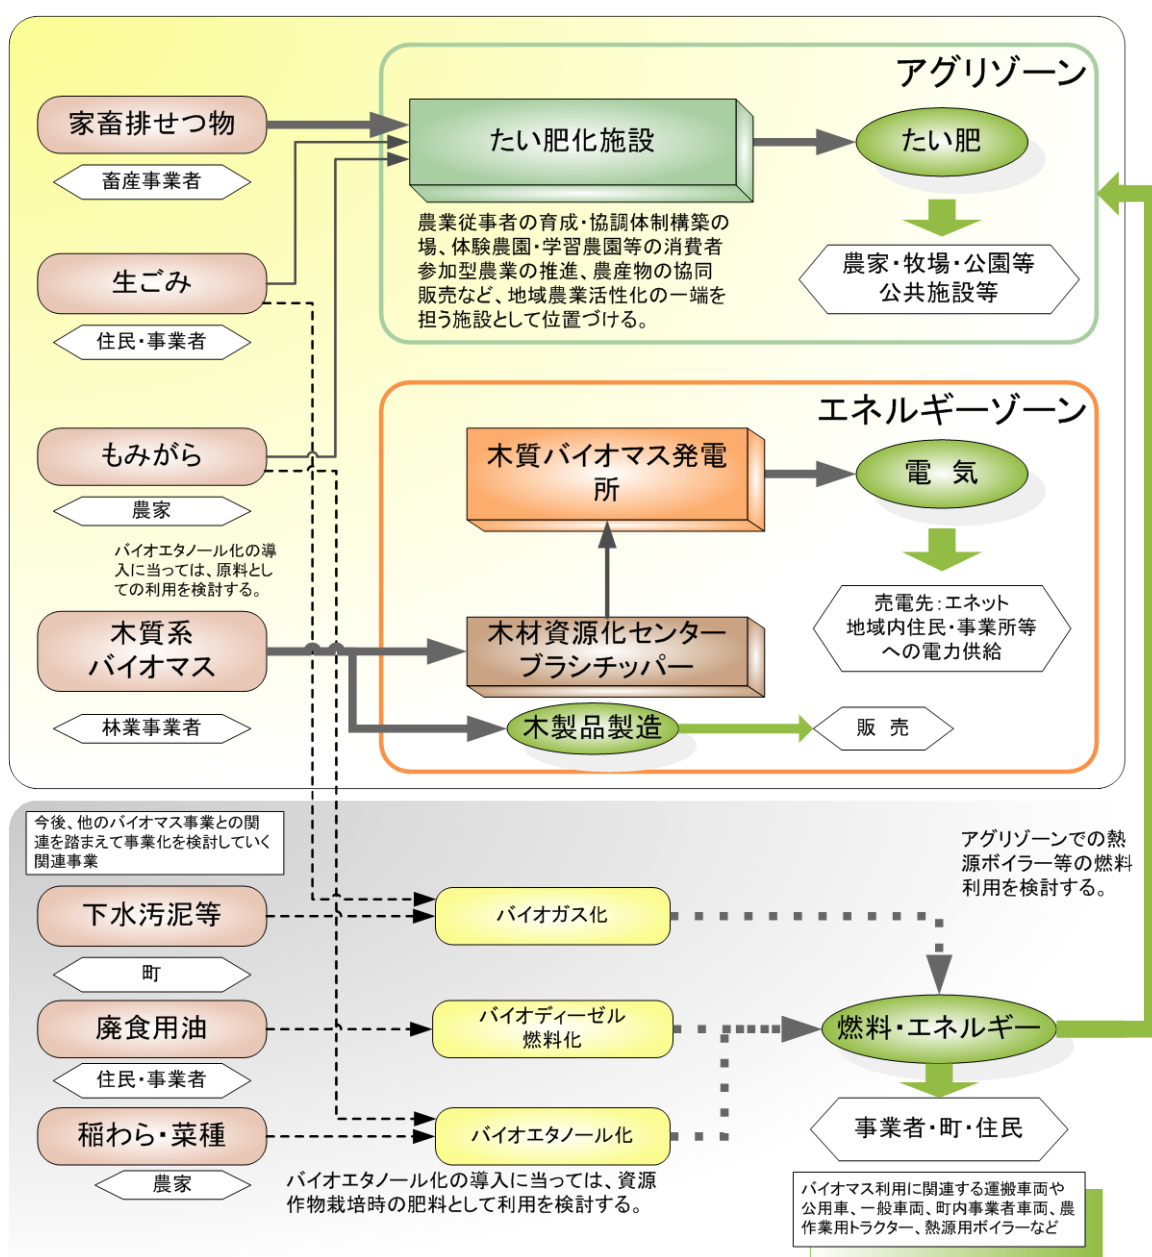 アグリゾーン
家畜排せつ物
畜産事業者
たい肥化施設
たい肥
農業従事者の育成・協調体制構築の
場、体験農園・学習農園等の消費者
参加型農業の推進、農産物の協同
販売など、地域農業活性化の一端を
担う施設として位置づける。
農家・牧場・公園等
公共施設等
生ごみ
住民・事業者
もみがら
農家
エネルギーゾーン
木質バイオマス発電
所
電 気
バイオエタノール化の導
入に当っては、原料とし
ての利用を検討する。
売電先：エネット
地域内住民・事業所等
への電力供給
木質系
バイオマス
林業事業者
木材資源化センター
ブラシチッパー
木製品製造
販 売
今後、他のバイオマス事業との関
連を踏まえて事業化を検討していく
関連事業
アグリゾーンでの熱
源ボイラー等の燃料
利用を検討する。
下水汚泥等
町
バイオガス化
廃食用油
住民・事業者
バイオディーゼル
燃料化
燃料・エネルギー
稲わら・菜種
農家
バイオエタノール化
事業者・町・住民
バイオエタノール化の導入に当っては、資源
作物栽培時の肥料として利用を検討する。
バイオマス利用に関連する運搬車両や
公用車、一般車両、町内事業者車両、農
作業用トラクター、熱源用ボイラーなど